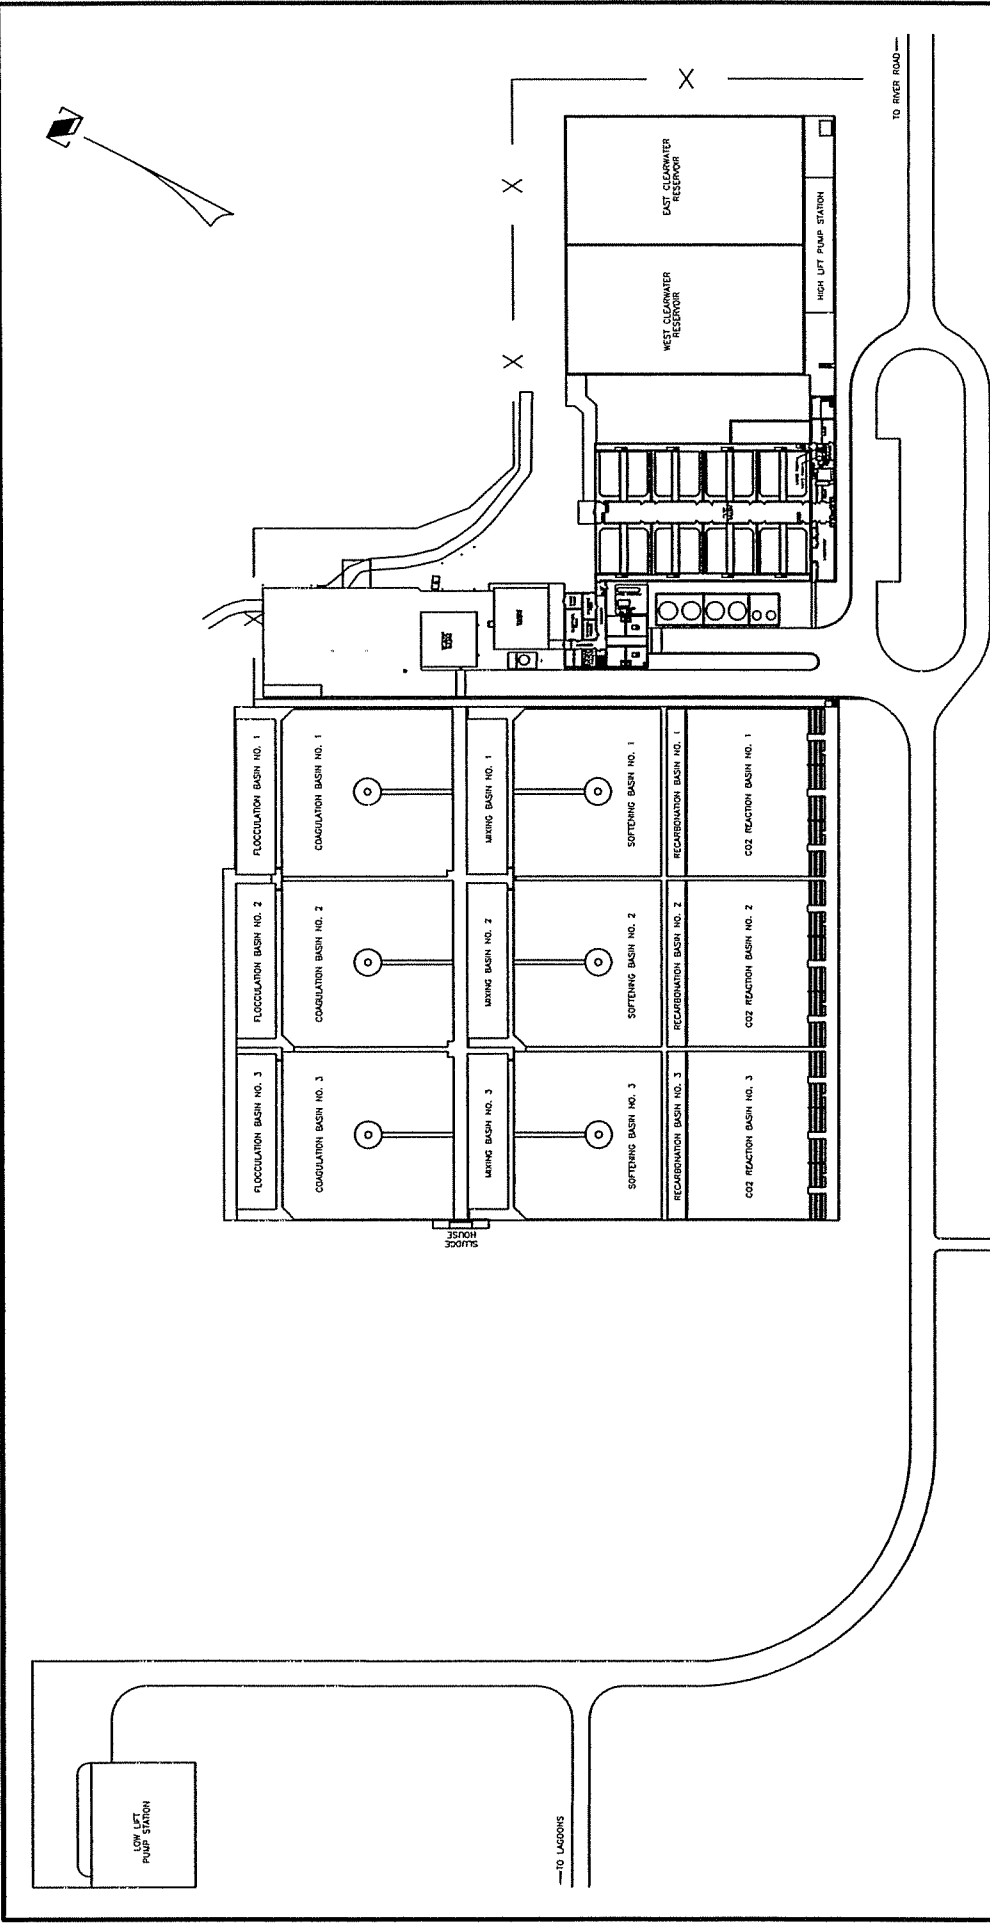 TO RIVER ROAD
EAST CLEARWATER
RESERVOIR
WEST CLEARWATER
RESERVOIR
HIGH LIFT PUMP STATION
X
X
X
X
FLOCCULATION BASIN NO. 1
COAGULATION BASIN NO. 1
MIXING BASIN NO. 1
SOFTENING BASIN NO. 1
RECARBONATION BASIN NO. 1
CO2 REACTION BASIN NO. 1
FLOCCULATION BASIN NO. 2
COAGULATION BASIN NO. 2
MIXING BASIN NO. 2
SOFTENING BASIN NO. 2
RECARBONATION BASIN NO. 2
CO2 REACTION BASIN NO. 2
FLOCCULATION BASIN NO. 3
COAGULATION BASIN NO. 3
MIXING BASIN NO. 3
SOFTENING BASIN NO. 3
RECARBONATION BASIN NO. 3
CO2 REACTION BASIN NO. 3
SLUDGE
HOUSE
LOW LIFT
PUMP STATION
TO LAGOONS